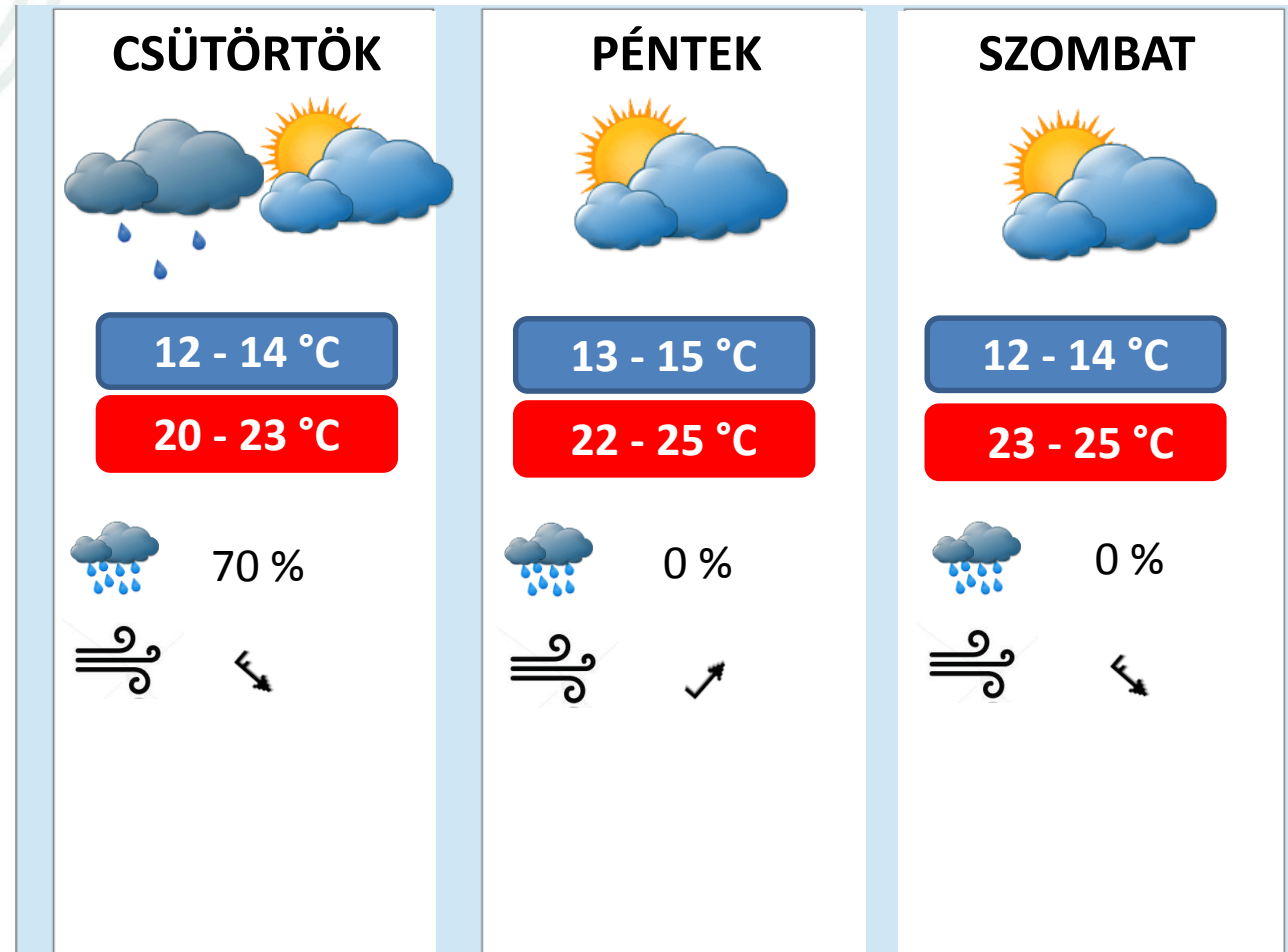 CSÜTÖRTÖK
12 - 14 °C
20 - 23 °C
70 %
PÉNTEK
13 - 15 °C
22 - 25 °C
0 %
SZOMBAT
12 - 14 °C
23 - 25 °C
0 %